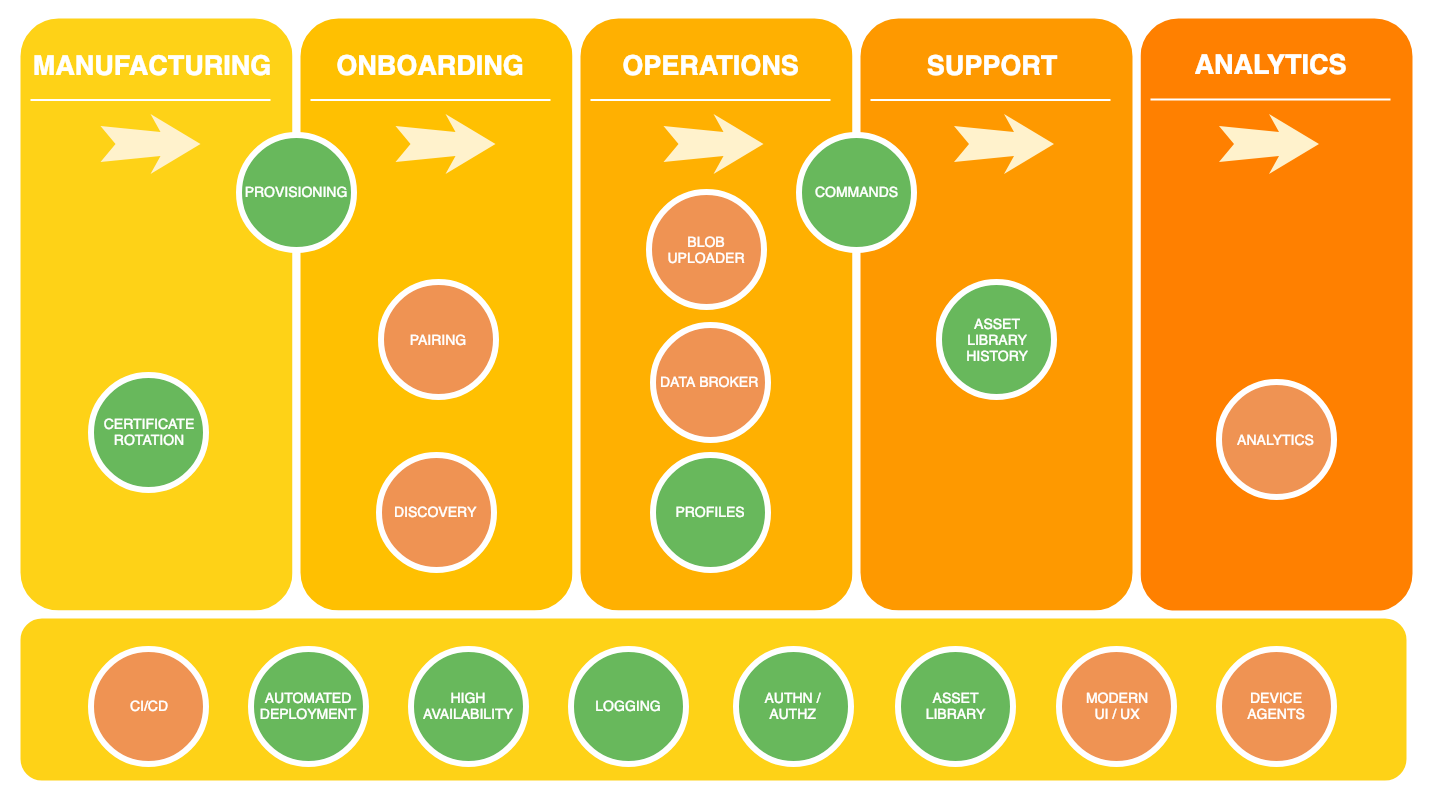 MANUFACTURING
ONBOARDING
OPERATIONS
SUPPORT
ANALYTICS
PROVISIONING
COMMANDS
BLOB
UPLOADER
PAIRING
ASSET
LIBRARY
HISTORY
DATA BROKER
CERTIFICATE
ROTATION
ANALYTICS
DISCOVERY
PROFILES
CI/CD
AUTOMATED
DEPLOYMENT
HIGH
AVAILABILITY
LOGGING
AUTHN /
AUTHZ
ASSET
LIBRARY
MODERN
UI / UX
DEVICE
AGENTS